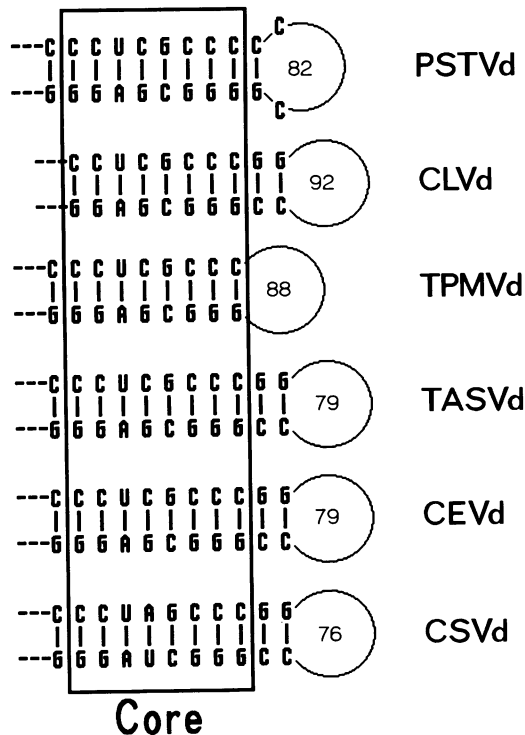 C
---C C C U C G C C C C
82 PSTVd
---G G G A G C G G G G
C
---C C U C G C C C G G
92 CLVd
---G G A G C G G G C C
---C C C U C G C C C
88 TPMVd
---G G G A G C G G G
---C C C U C G C C C G G
79 TASVd
---G G G A G C G G G C C
---C C C U C G C C C G G
79 CEVd
---G G G A G C G G G C C
---C C C U A G C C C G G
76 CSVd
---G G G A U C G G G C C
Core